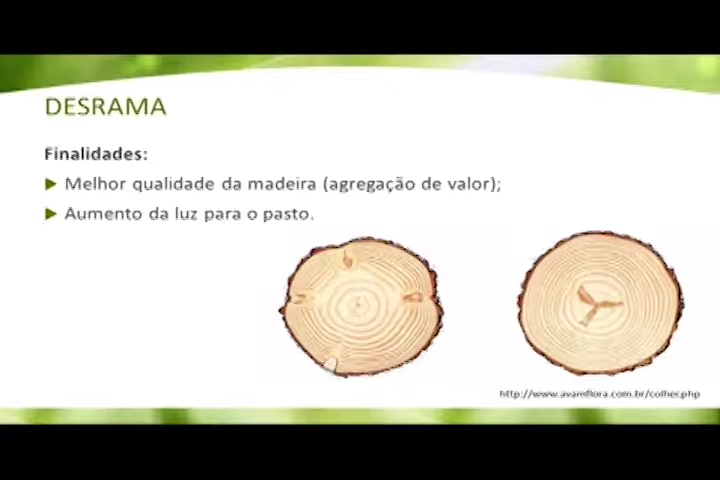 DESRAMA
Finalidades:
Melhor qualidade da madeira (agregação de valor);
Aumento da luz para o pasto.
http://www.avamflora.com.br/colher.php